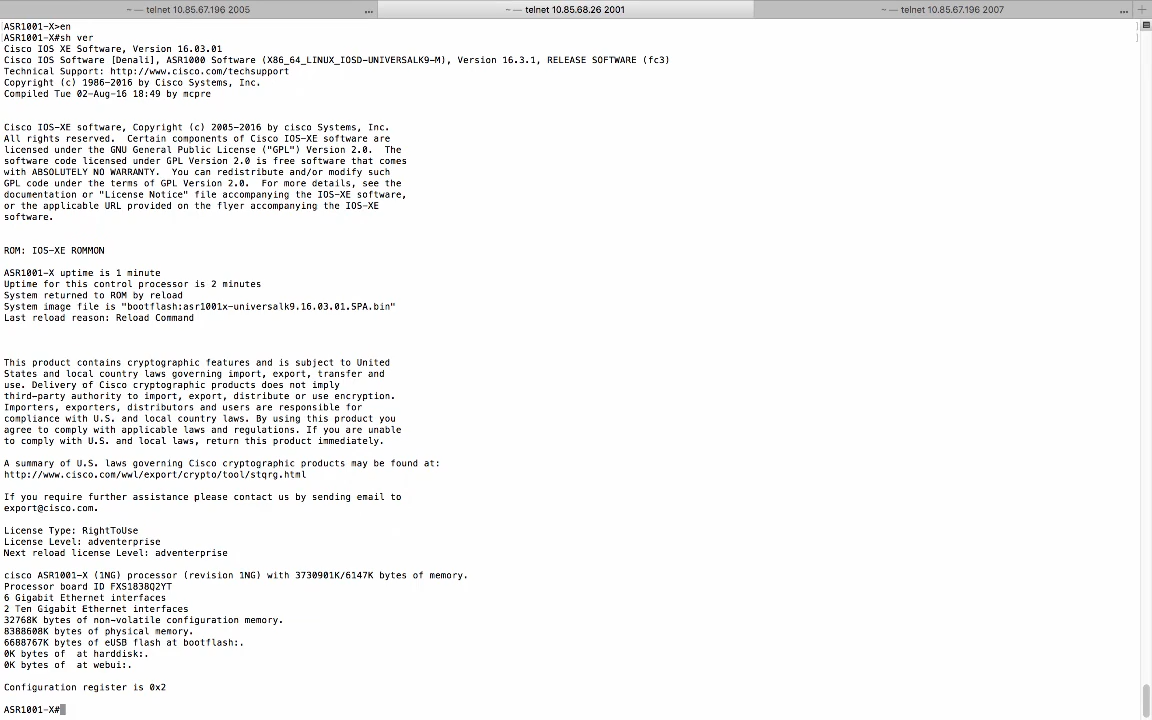 ~ — telnet 10.85.67.196 2005
...
~ — telnet 10.85.68.26 2001
~ — telnet 10.85.67.196 2007
...
+
ASR1001-X>en
ASR1001-X#sh ver
Cisco IOS XE Software, Version 16.03.01
Cisco IOS Software [Denali], ASR1000 Software (X86_64_LINUX_IOSD-UNIVERSALK9-M), Version 16.3.1, RELEASE SOFTWARE (fc3)
Technical Support: http://www.cisco.com/techsupport
Copyright (c) 1986-2016 by Cisco Systems, Inc.
Compiled Tue 02-Aug-16 18:49 by mcpre
Cisco IOS-XE software, Copyright (c) 2005-2016 by cisco Systems, Inc.
All rights reserved.  Certain components of Cisco IOS-XE software are
licensed under the GNU General Public License ("GPL") Version 2.0.  The
software code licensed under GPL Version 2.0 is free software that comes
with ABSOLUTELY NO WARRANTY.  You can redistribute and/or modify such
GPL code under the terms of GPL Version 2.0.  For more details, see the
documentation or "License Notice" file accompanying the IOS-XE software,
or the applicable URL provided on the flyer accompanying the IOS-XE
software.
ROM: IOS-XE ROMMON
ASR1001-X uptime is 1 minute
Uptime for this control processor is 2 minutes
System returned to ROM by reload
System image file is "bootflash:asr1001x-universalk9.16.03.01.SPA.bin"
Last reload reason: Reload Command
This product contains cryptographic features and is subject to United
States and local country laws governing import, export, transfer and
use. Delivery of Cisco cryptographic products does not imply
third-party authority to import, export, distribute or use encryption.
Importers, exporters, distributors and users are responsible for
compliance with U.S. and local country laws. By using this product you
agree to comply with applicable laws and regulations. If you are unable
to comply with U.S. and local laws, return this product immediately.
A summary of U.S. laws governing Cisco cryptographic products may be found at:
http://www.cisco.com/wwl/export/crypto/tool/stqrg.html
If you require further assistance please contact us by sending email to
export@cisco.com.
License Type: RightToUse
License Level: adventerprise
Next reload license Level: adventerprise
cisco ASR1001-X (1NG) processor (revision 1NG) with 3730901K/6147K bytes of memory.
Processor board ID FXS1838Q2YT
6 Gigabit Ethernet interfaces
2 Ten Gigabit Ethernet interfaces
32768K bytes of non-volatile configuration memory.
8388608K bytes of physical memory.
6688767K bytes of eUSB flash at bootflash:.
0K bytes of  at harddisk:.
0K bytes of  at webui:.
Configuration register is 0x2
ASR1001-X#